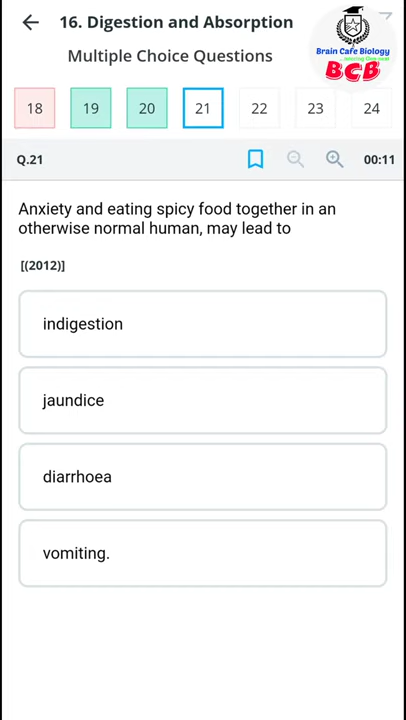 16. Digestion and Absorption
Multiple Choice Questions
Brain Cafe Biology
BCB
18 19 20 21 22 23 24
Q.21 00:11
Anxiety and eating spicy food together in an
otherwise normal human, may lead to
[(2012)]
indigestion
jaundice
diarrhoea
vomiting.